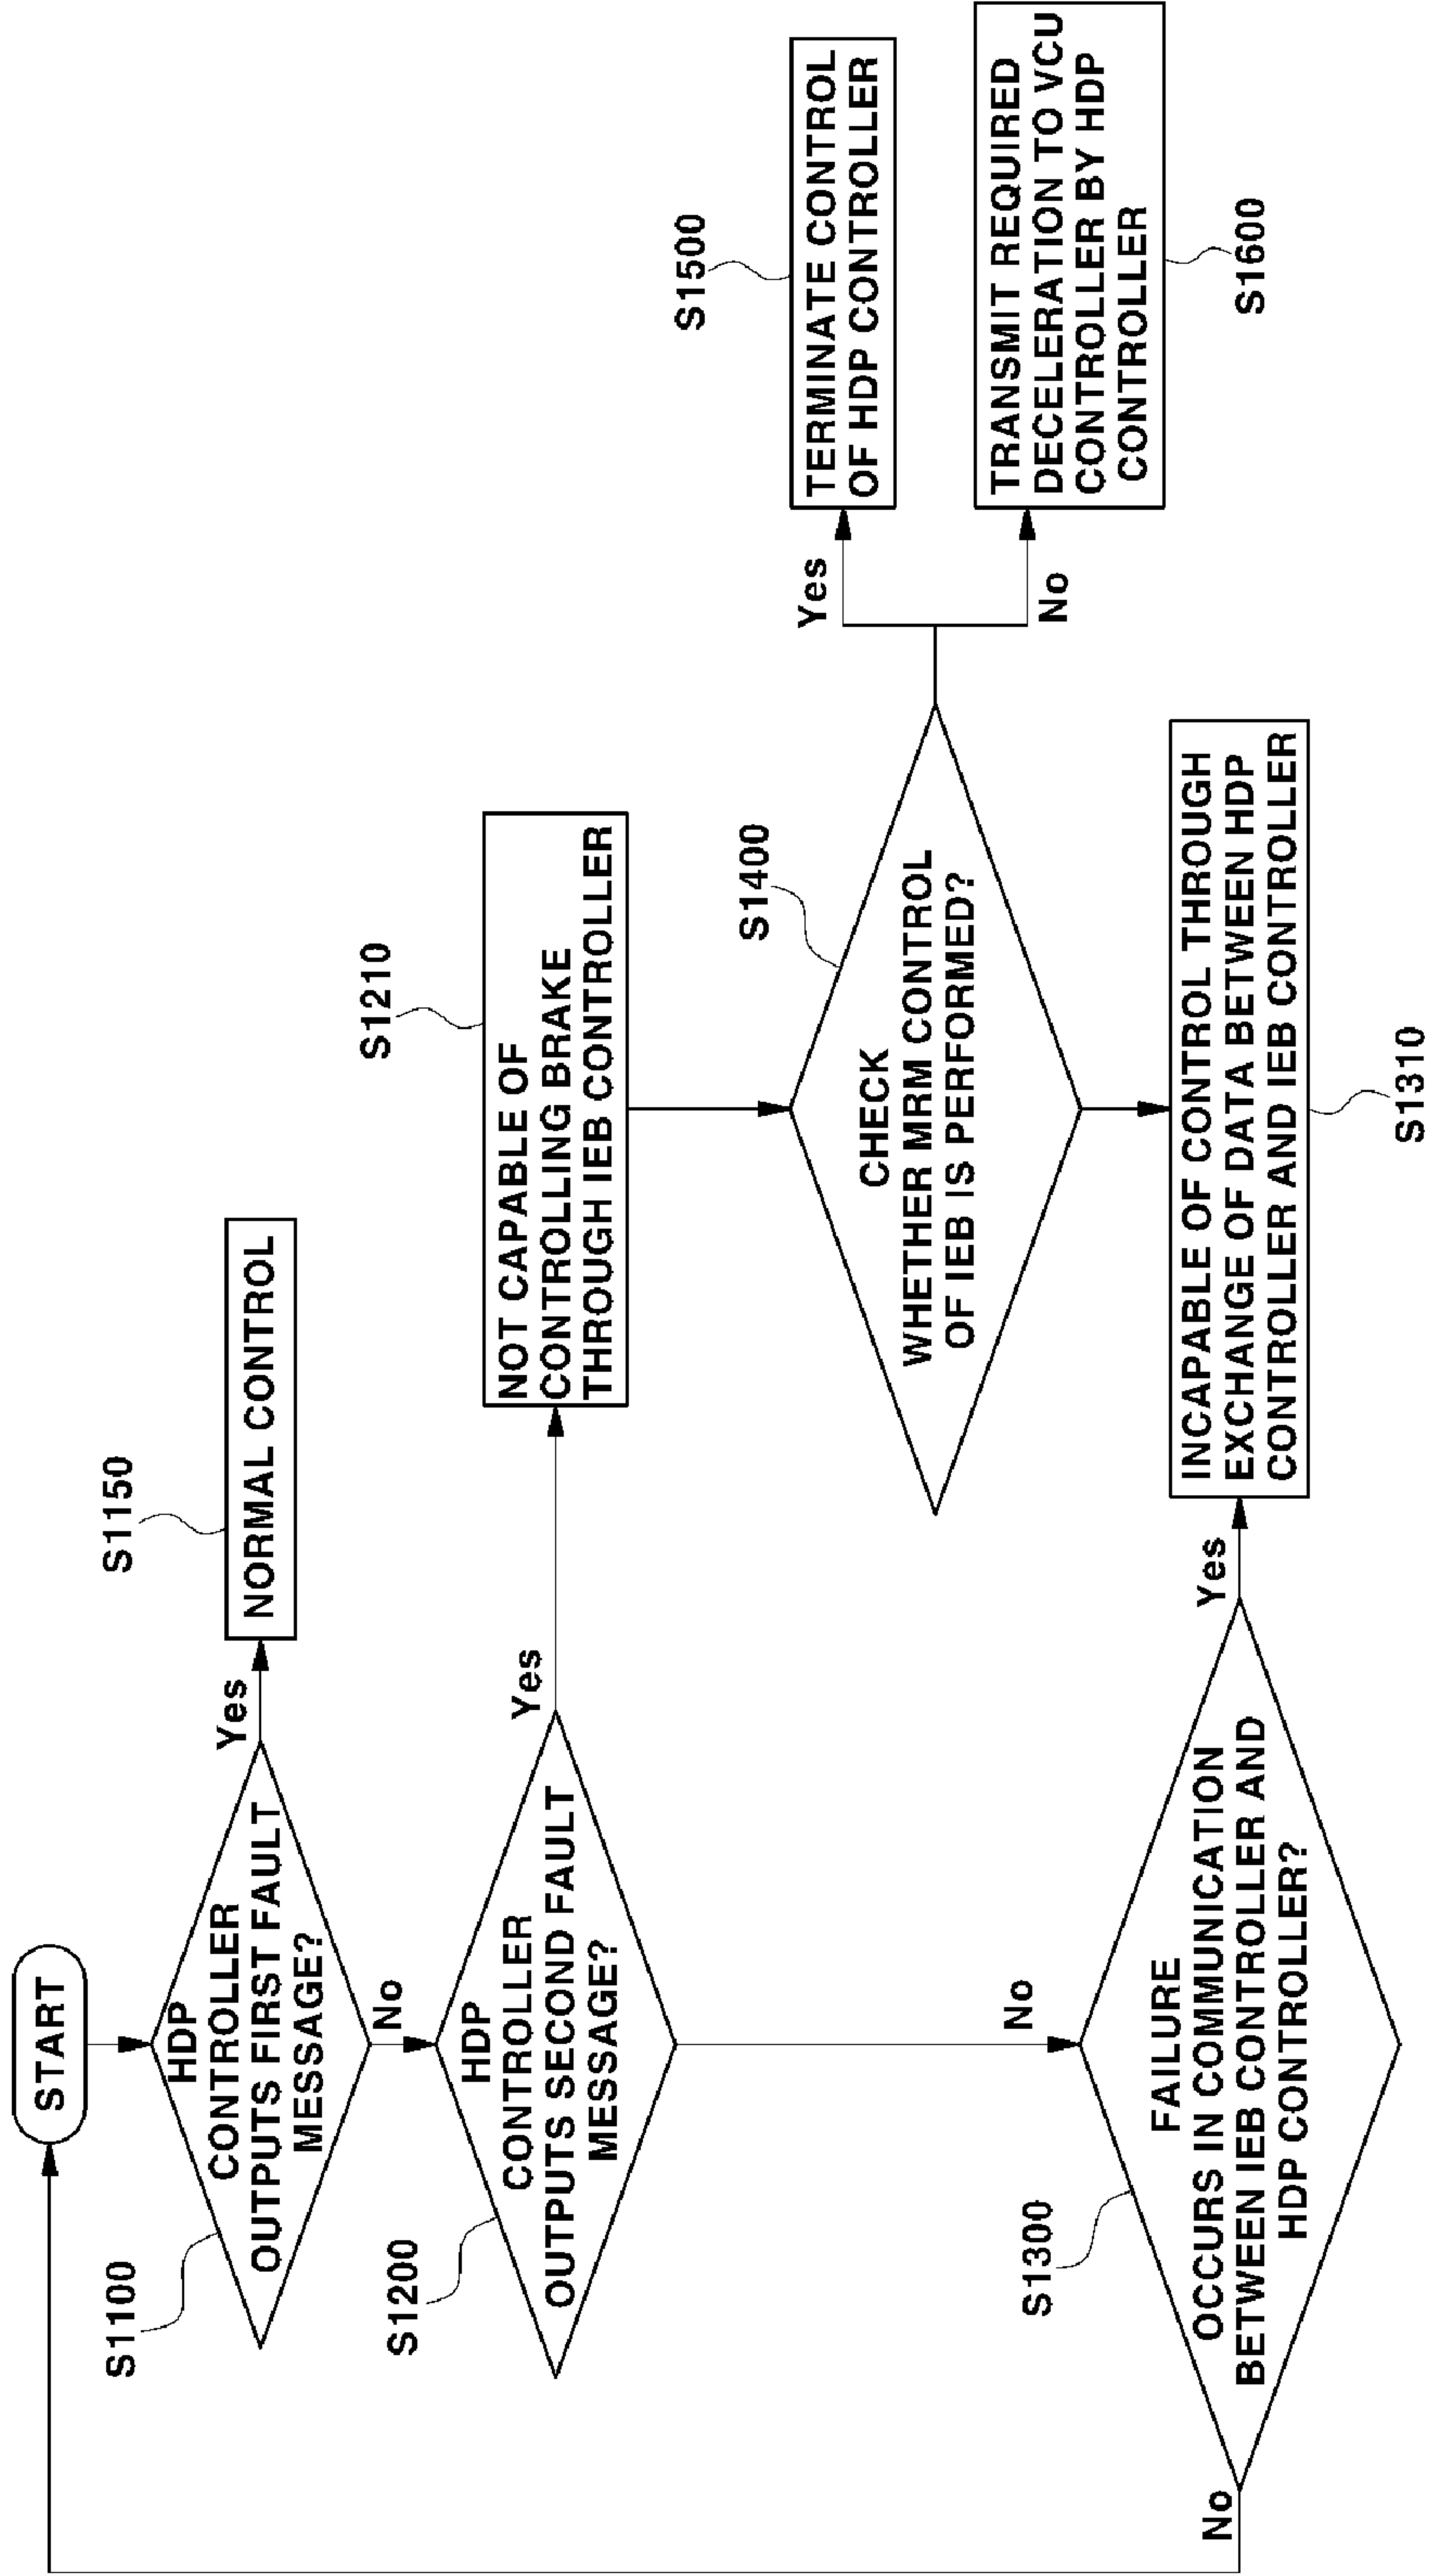 START
S1100
HDP
CONTROLLER
OUTPUTS FIRST FAULT
MESSAGE?
Yes
S1150
NORMAL CONTROL
No
S1200
HDP
CONTROLLER
OUTPUTS SECOND FAULT
MESSAGE?
Yes
S1210
NOT CAPABLE OF
CONTROLLING BRAKE
THROUGH IEB CONTROLLER
S1400
CHECK
WHETHER MRM CONTROL
OF IEB IS PERFORMED?
Yes
S1500
TERMINATE CONTROL
OF HDP CONTROLLER
No
TRANSMIT REQUIRED
DECELERATION TO VCU
CONTROLLER BY HDP
CONTROLLER
S1600
No
S1300
FAILURE
OCCURS IN COMMUNICATION
BETWEEN IEB CONTROLLER AND
HDP CONTROLLER?
No
Yes
INCAPABLE OF CONTROL THROUGH
EXCHANGE OF DATA BETWEEN HDP
CONTROLLER AND IEB CONTROLLER
S1310